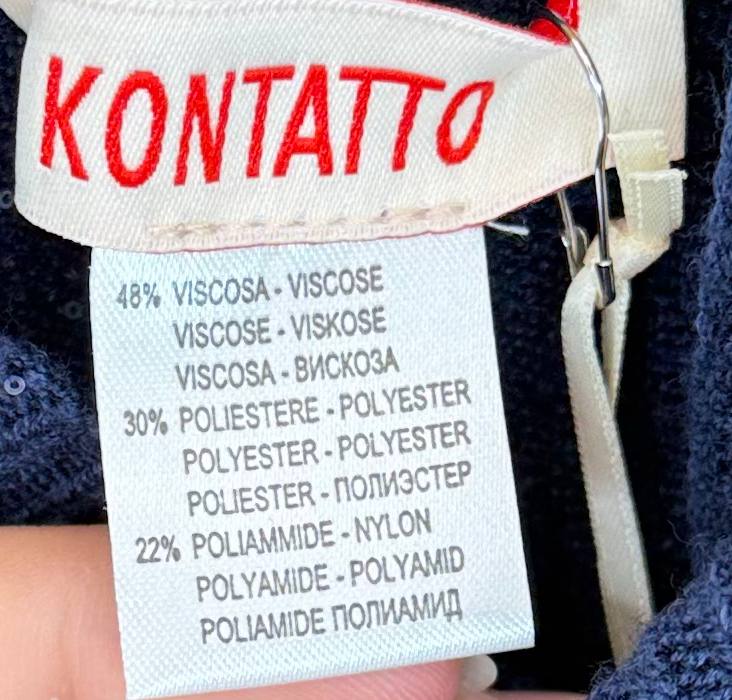 KONTATTO
48% VISCOSA - VISCOSE
VISCOSE - VISKOSE
VISCOSA - ВИСКОЗА
30% POLIESTERE - POLYESTER
POLYESTER - POLYESTER
POLIESTER - ПОЛИЭСТЕР
22% POLIAMMIDE - NYLON
POLYAMIDE - POLYAMID
POLIAMIDE ПОЛИАМИД